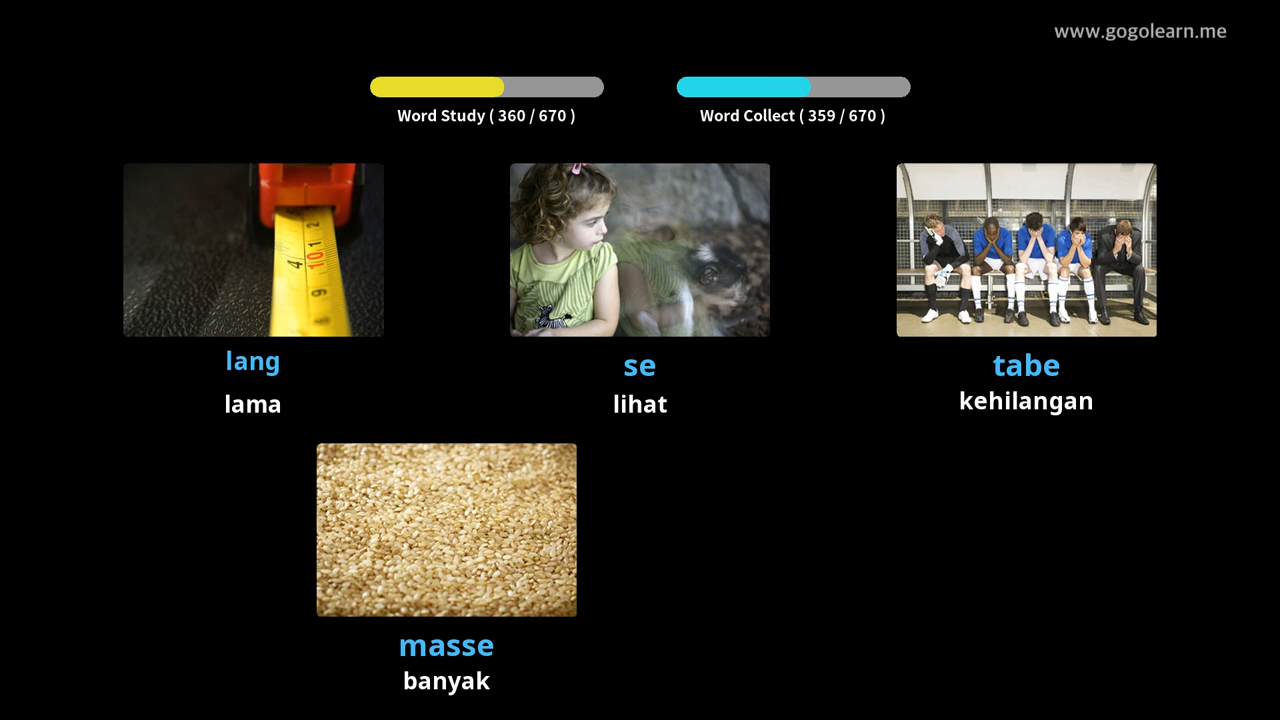 www.gogolearn.me
Word Study ( 360 / 670 )
Word Collect ( 359 / 670 )
lang
lama
se
lihat
tabe
kehilangan
masse
banyak